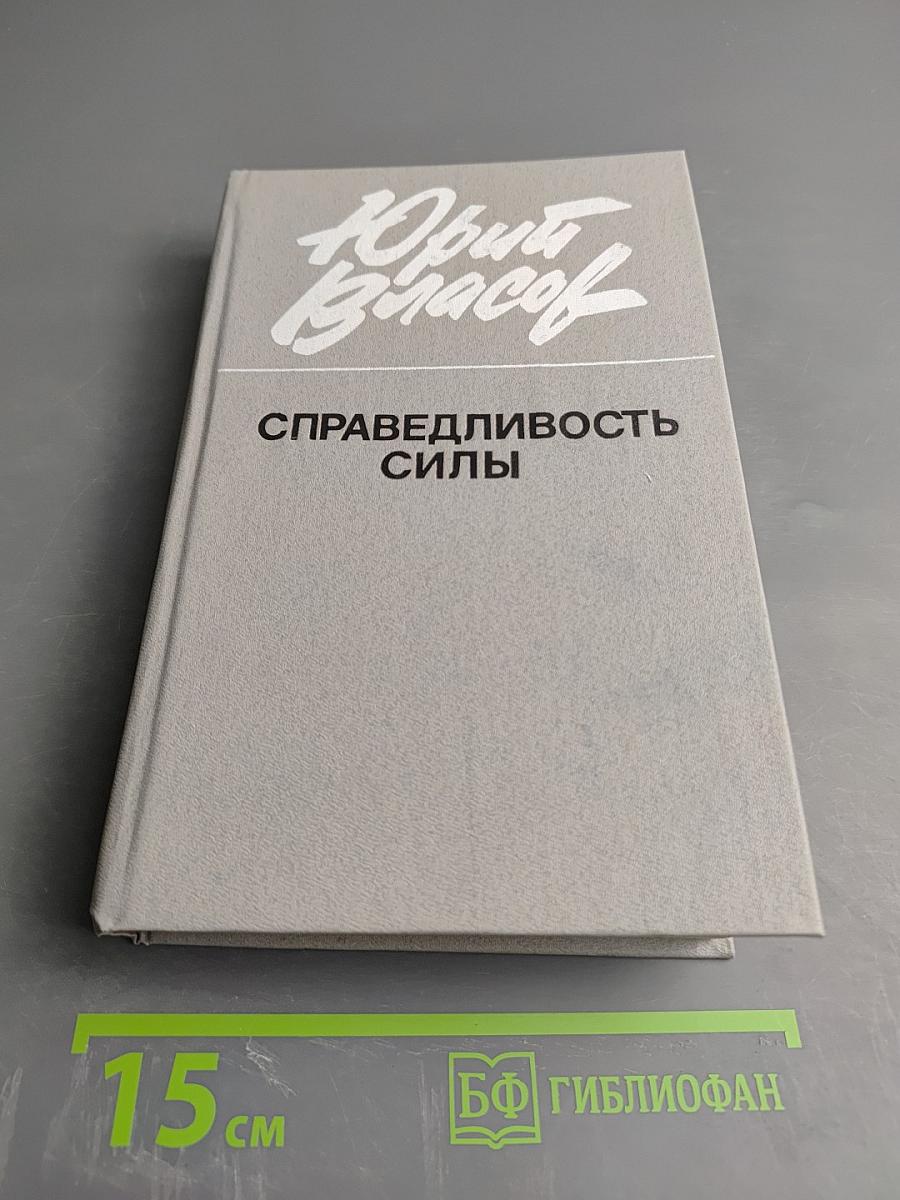 Юрий
Власов
СПРАВЕДЛИВОСТЬ
СИЛЫ
15 см
БФ ГИБЛИОФАН